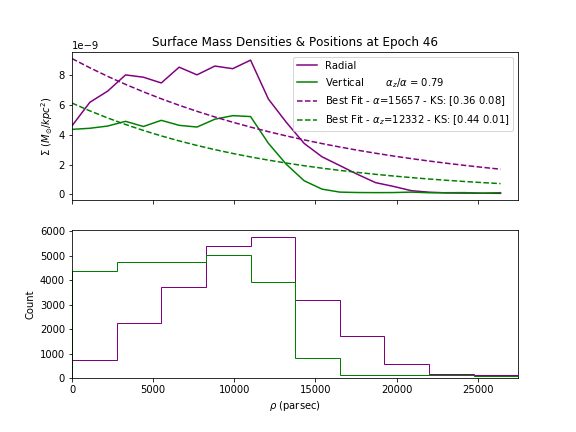 Surface Mass Densities & Positions at Epoch 46
1e−9
8
6
4
2
0
Σ (M⊙/kpc²)
Radial
Vertical α_z/α = 0.79
Best Fit - α=15657 - KS: [0.36 0.08]
Best Fit - α_z=12332 - KS: [0.44 0.01]
6000
5000
4000
3000
2000
1000
0
Count
0 5000 10000 15000 20000 25000
ρ (parsec)